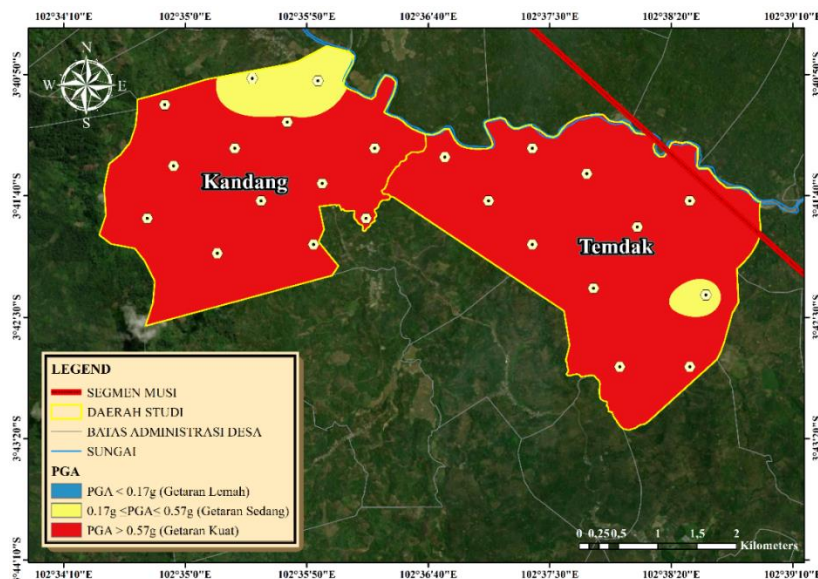 102°34'10"S 102°35'0"S 102°35'50"S 102°36'40"S 102°37'30"S 102°38'20"S 102°39'10"S
3°40'50"S
N
W E
S
Kandang
3°41'40"S
Temdak
3°42'30"S
LEGEND
SEGMEN MUSI
DAERAH STUDI
BATAS ADMINISTRASI DESA
SUNGAI
PGA
PGA < 0.17g (Getaran Lemah)
0.17g ≤PGA≤ 0.57g (Getaran Sedang)
PGA > 0.57g (Getaran Kuat)
3°43'20"S
0 0,25 0,5 1 1,5 2
Kilometers
3°44'10"S
102°34'10"S 102°35'0"S 102°35'50"S 102°36'40"S 102°37'30"S 102°38'20"S 102°39'10"S